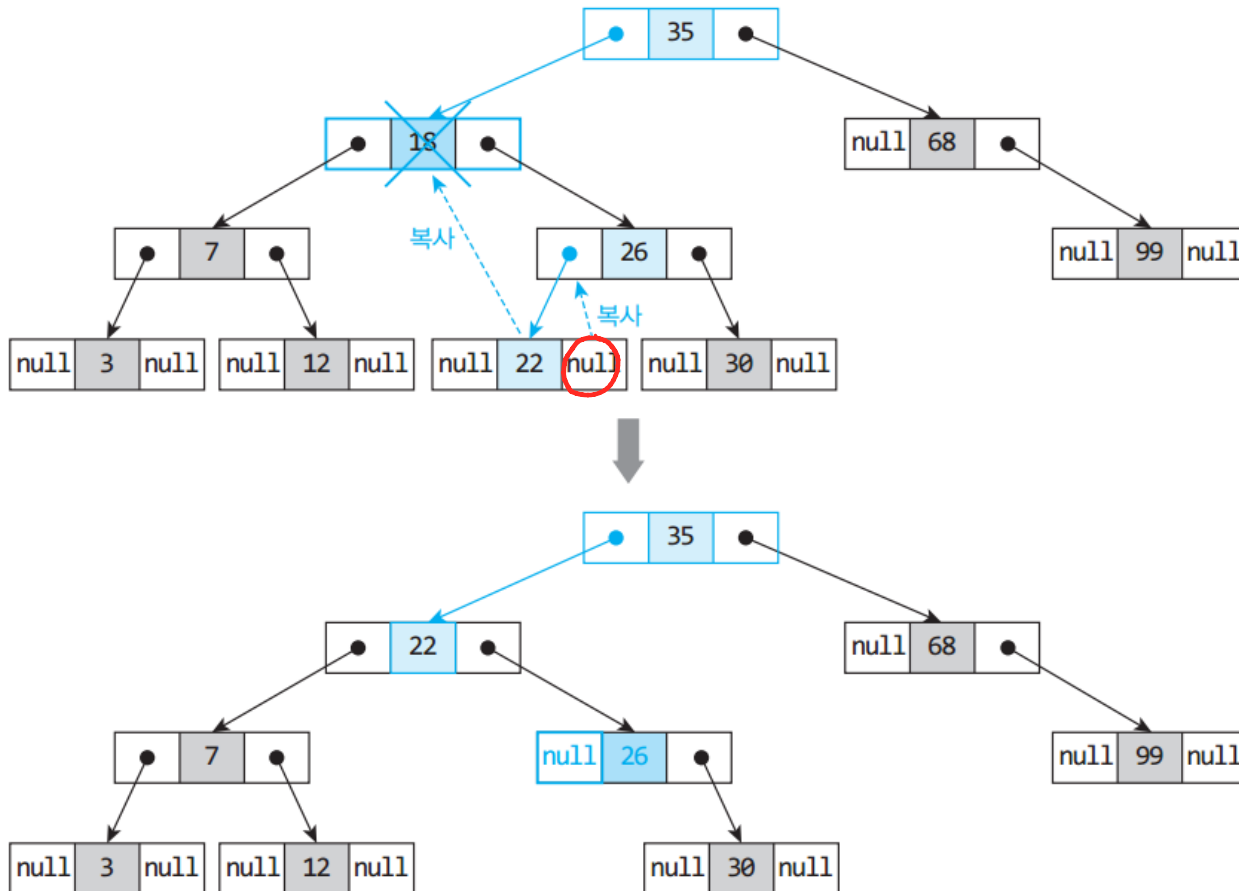 35
18
null 68
복사
7
26
null 99 null
복사
null 3 null
null 12 null
null 22 null
null 30 null
35
22
null 68
7
null 26
null 99 null
null 3 null
null 12 null
null 30 null